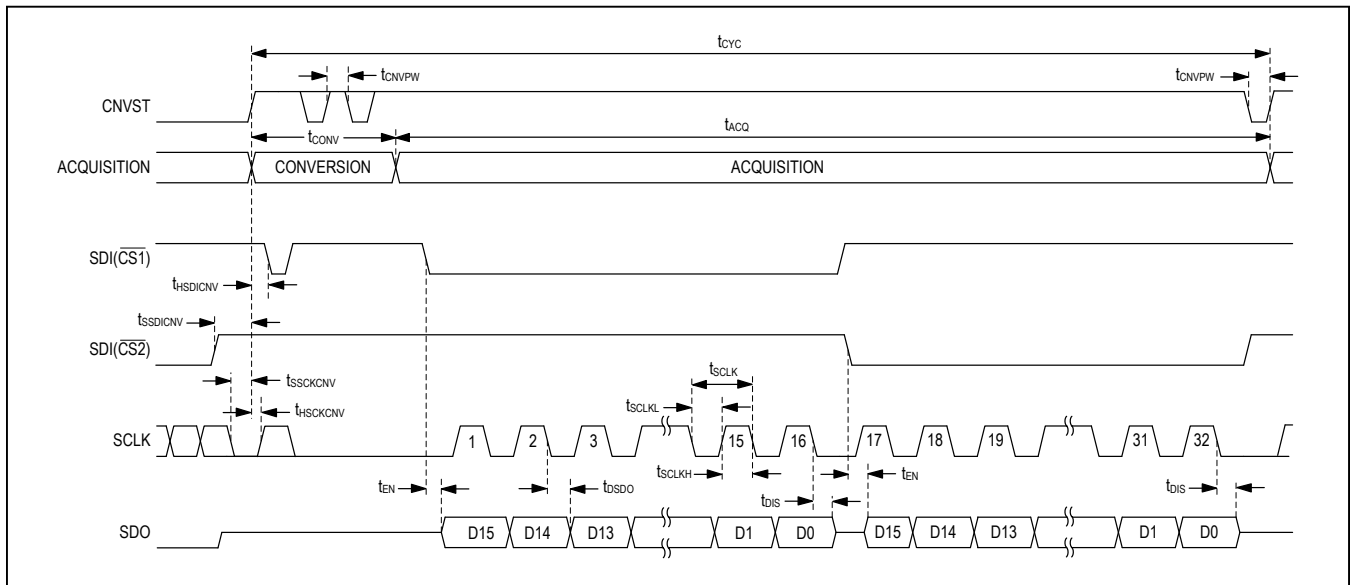 tCYC
tCNVPW
tCNVPW
CNVST
tCONV
tACQ
ACQUISITION
CONVERSION
ACQUISITION
SDI(CS1)
tHSDICNV
tSSDICNV
SDI(CS2)
tSSCKCNV
tSCLK
tHSCKCNV
tSCLKL
SCLK
1 2 3 15 16 17 18 19 31 32
tSCLKH
tEN
tDSDO
tDIS
tEN
tDIS
SDO
D15 D14 D13 D1 D0 D15 D14 D13 D1 D0